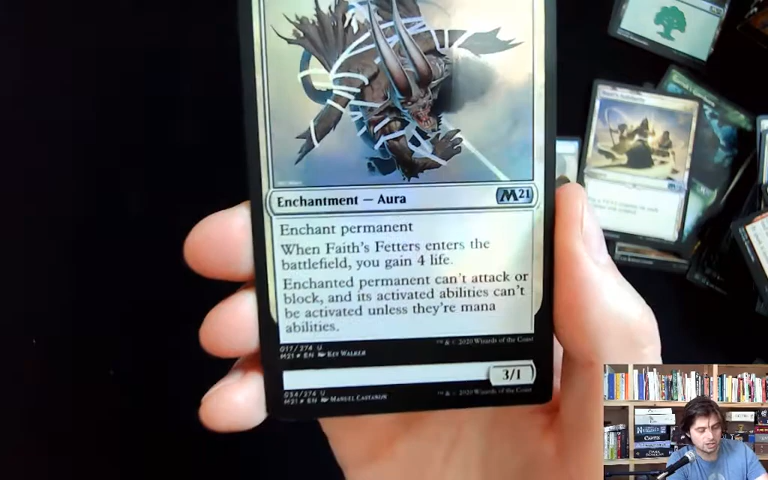 Enchantment — Aura
M21
Enchant permanent
When Faith's Fetters enters the
battlefield, you gain 4 life.
Enchanted permanent can't attack or
block, and its activated abilities can't
be activated unless they're mana
abilities.
017/274 U
M21 EN Kev Walker
™ & © 2020 Wizards of the Coast
3/1
034/274 U
M21 EN Manuel Castañón
™ & © 2020 Wizards of the Coast